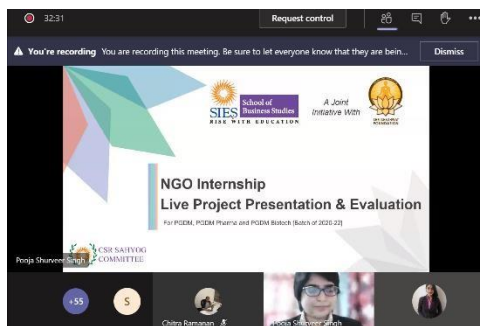 32:31
Request control
You're recording You are recording this meeting. Be sure to let everyone know that they are bein...
Dismiss
SIES School of Business Studies
RISE WITH EDUCATION
A Joint
Initiative With
NGO Internship
Live Project Presentation & Evaluation
For PGDM, PGDM Pharma and PGDM Biotech [Batch of 2020-22]
CSR SAHYOG
COMMITTEE
Pooja Shurveer Singh
+55
S
Chitra Ramanan
Pooja Shurveer Singh